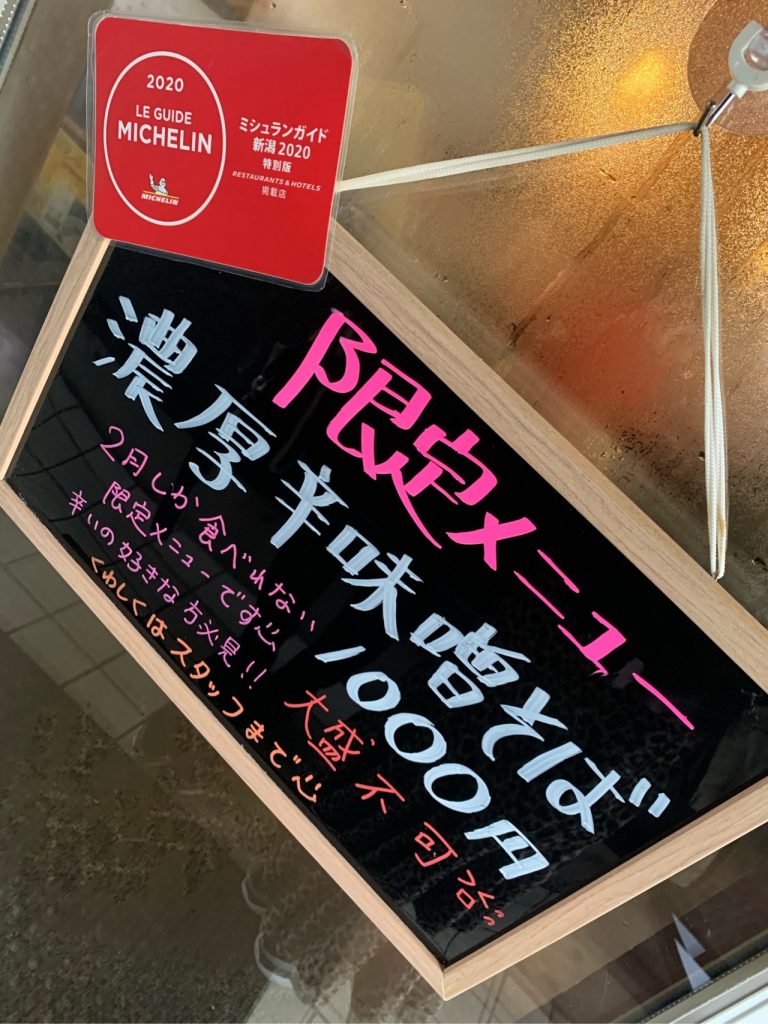 2020
LE GUIDE
MICHELIN
MICHELIN
ミシュランガイド
新潟2020
特別版
RESTAURANTS & HOTELS
掲載店
限定メニュー
濃厚辛味噌そば
1000円
2月しか食べれない
限定メニューです
辛いの好きな方必見!!
くわしくはスタッフまで
大盛不可